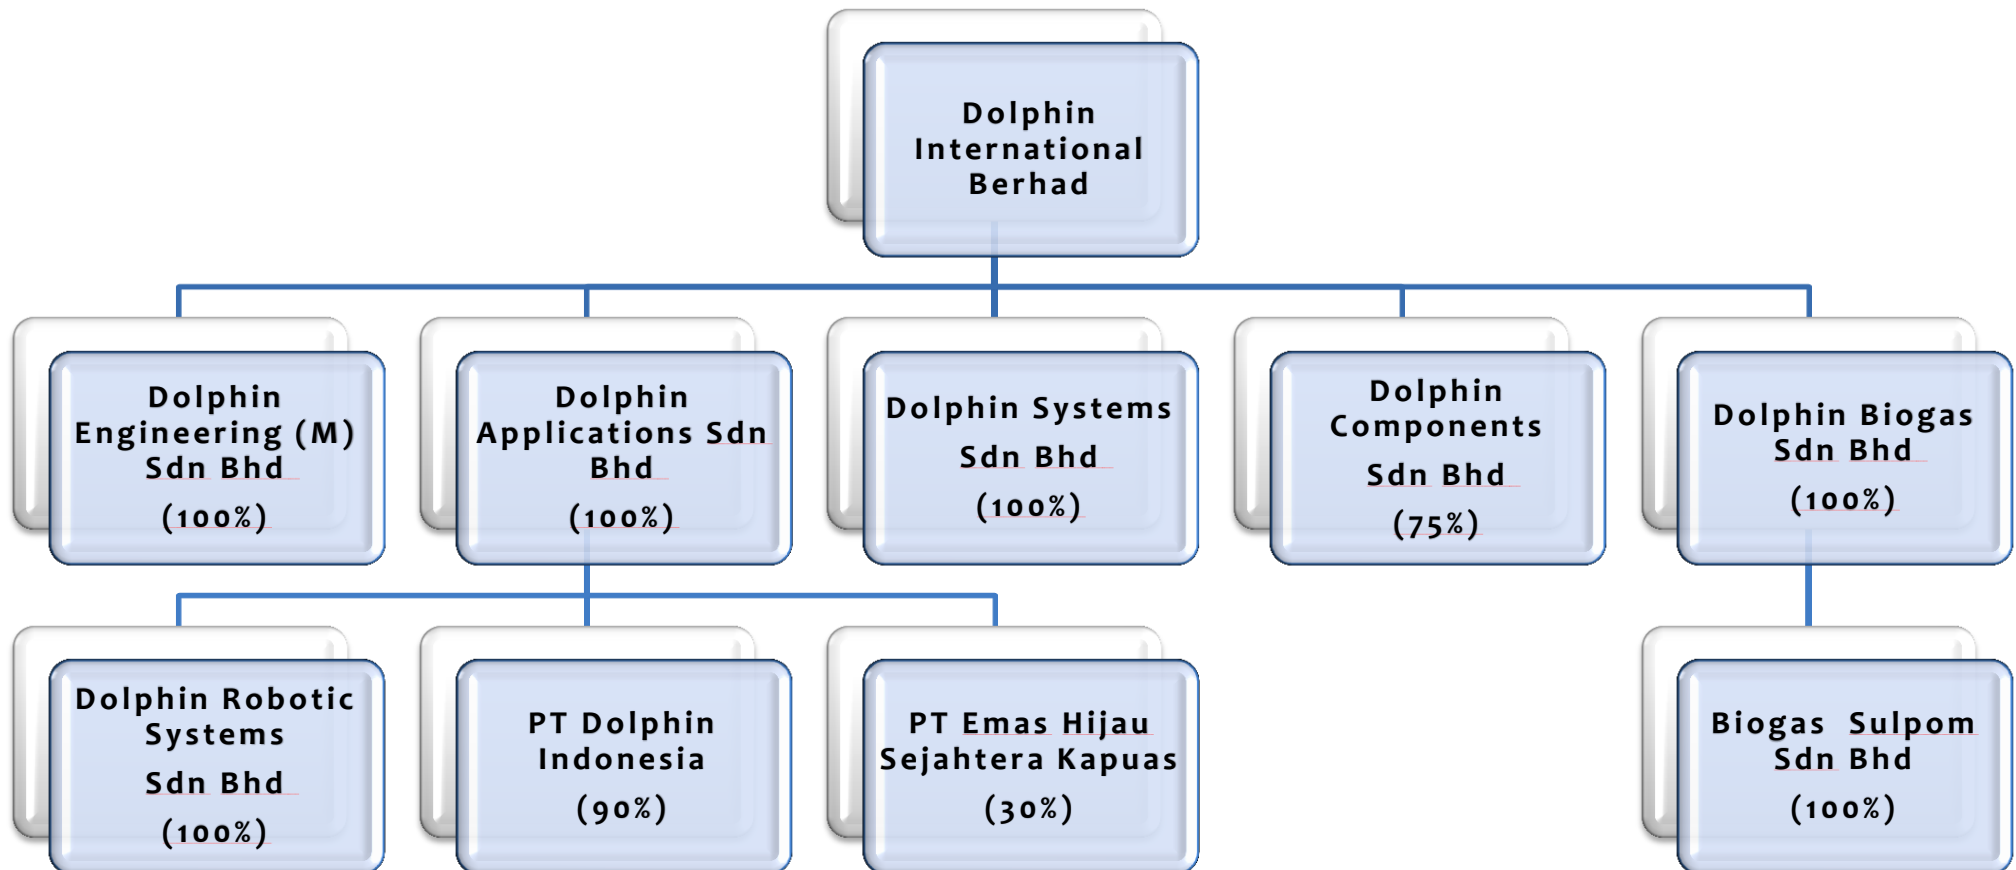 Dolphin
International
Berhad
Dolphin
Engineering (M)
Sdn Bhd
(100%)
Dolphin
Applications Sdn
Bhd
(100%)
Dolphin Systems
Sdn Bhd
(100%)
Dolphin
Components
Sdn Bhd
(75%)
Dolphin Biogas
Sdn Bhd
(100%)
Dolphin Robotic
Systems
Sdn Bhd
(100%)
PT Dolphin
Indonesia
(90%)
PT Emas Hijau
Sejahtera Kapuas
(30%)
Biogas Sulpom
Sdn Bhd
(100%)